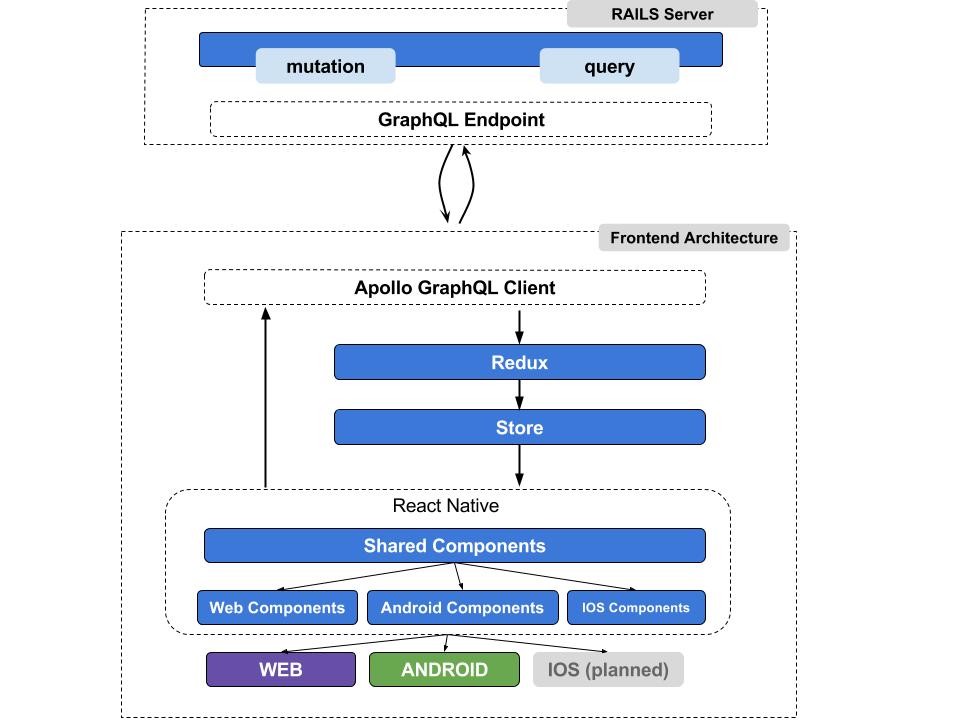 RAILS Server
mutation
query
GraphQL Endpoint
Frontend Architecture
Apollo GraphQL Client
Redux
Store
React Native
Shared Components
Web Components
Android Components
IOS Components
WEB
ANDROID
IOS (planned)